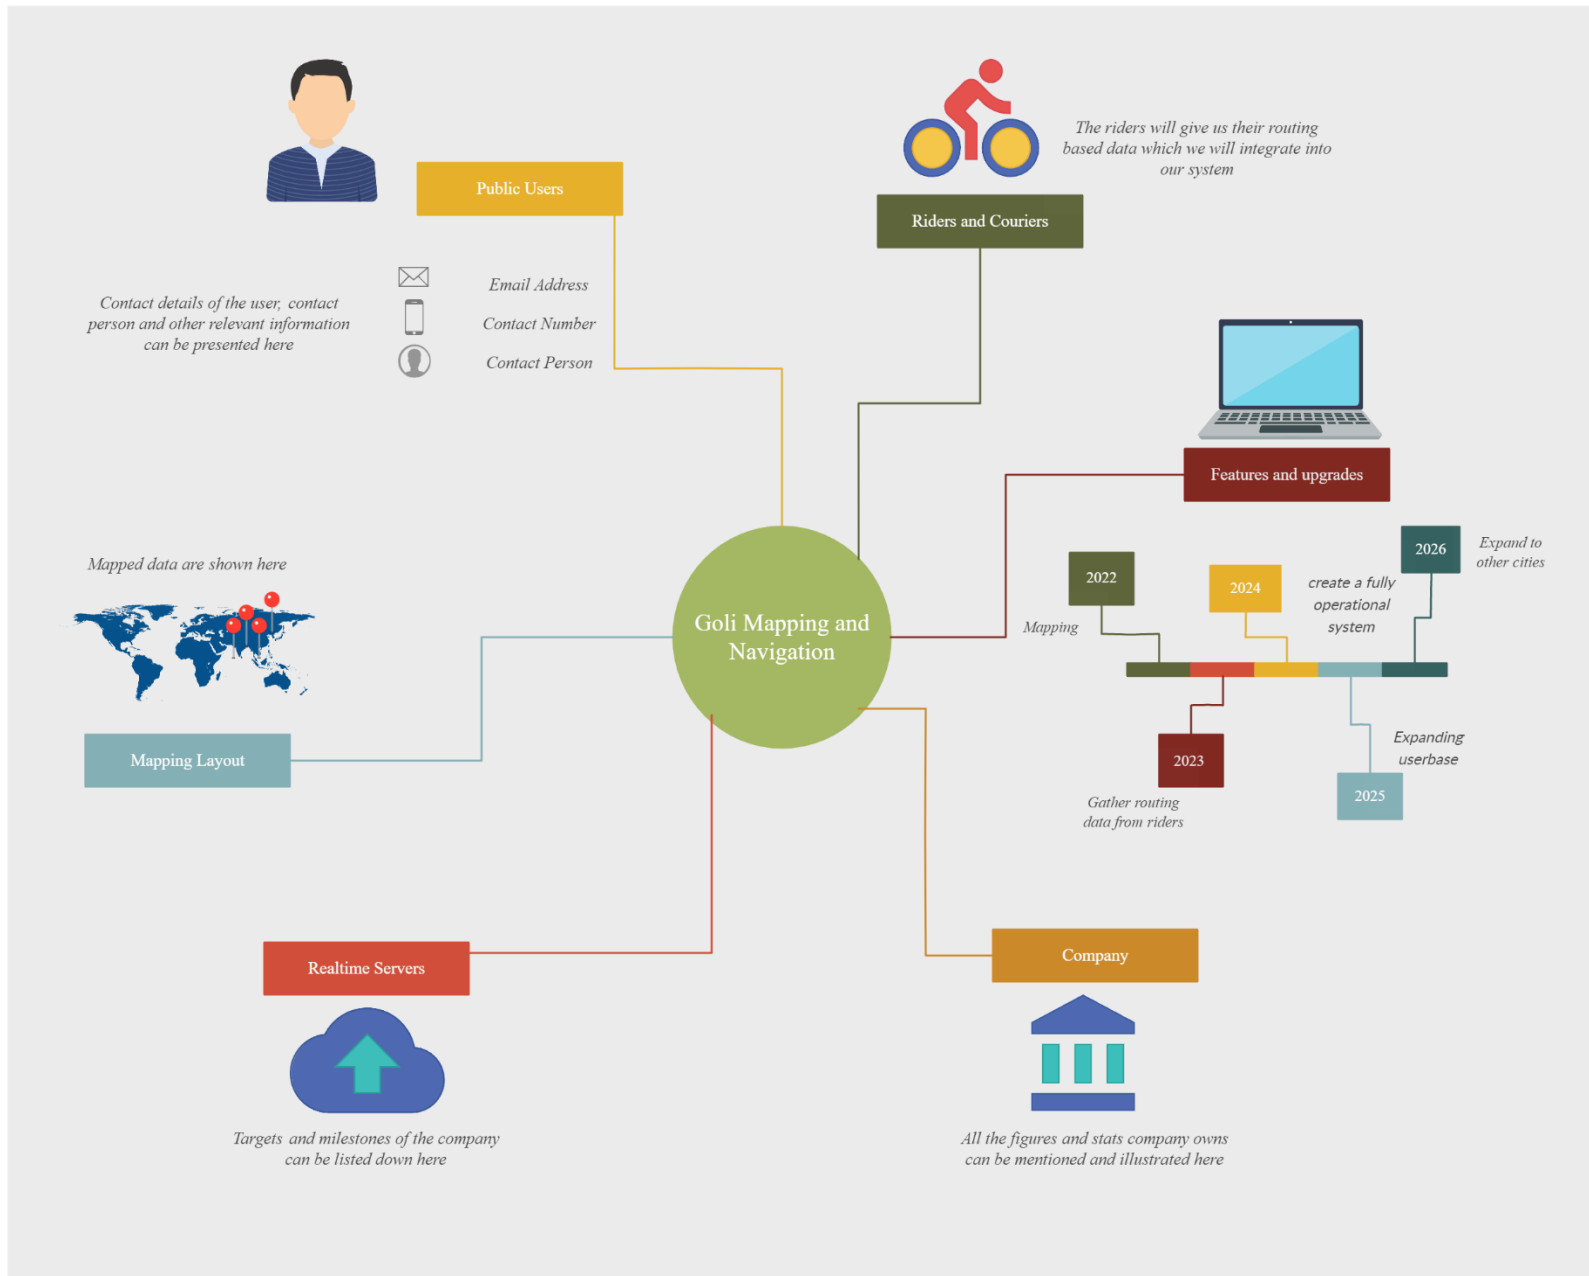 Public Users
Email Address
Contact Number
Contact Person
Contact details of the user, contact
person and other relevant information
can be presented here
The riders will give us their routing
based data which we will integrate into
our system
Riders and Couriers
Features and upgrades
2022
Mapping
2023
Gather routing
data from riders
2024
create a fully
operational
system
2025
Expanding
userbase
2026
Expand to
other cities
Goli Mapping and
Navigation
Mapped data are shown here
Mapping Layout
Realtime Servers
Targets and milestones of the company
can be listed down here
Company
All the figures and stats company owns
can be mentioned and illustrated here